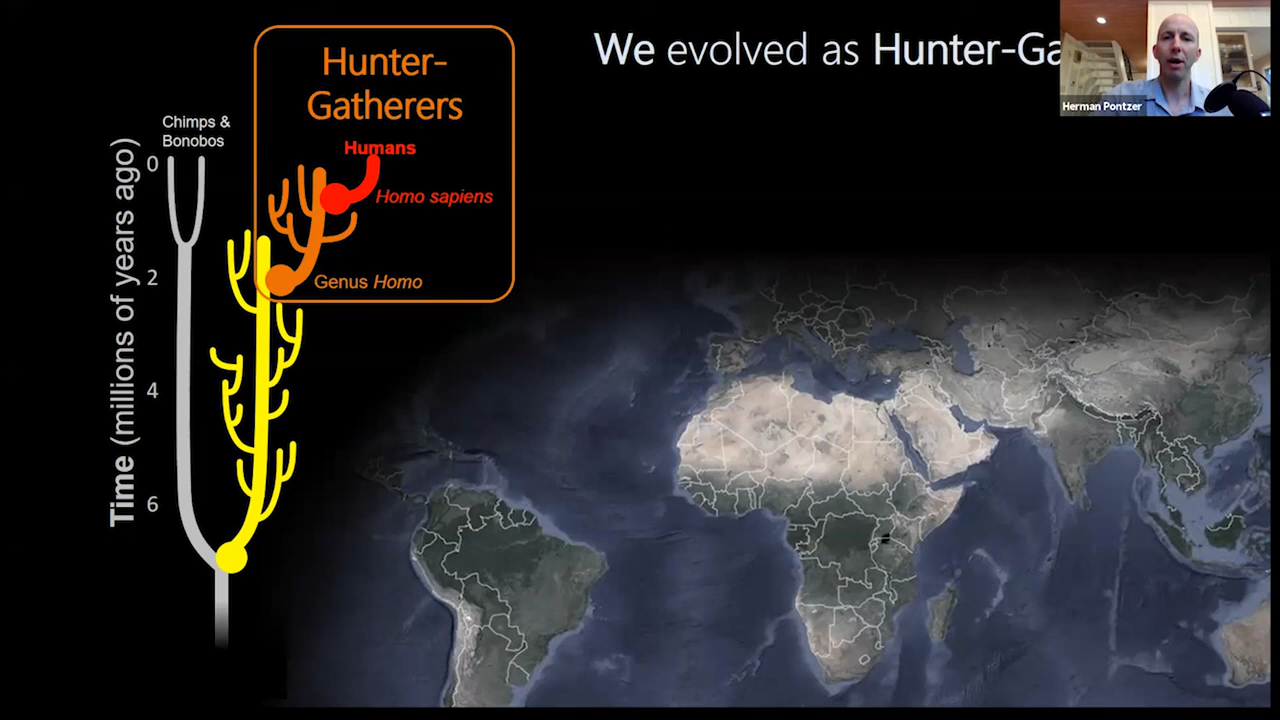 We evolved as Hunter-Ga
Herman Pontzer
Hunter-
Gatherers
Chimps &
Bonobos
Humans
Homo sapiens
Genus Homo
Time (millions of years ago)
0
2
4
6